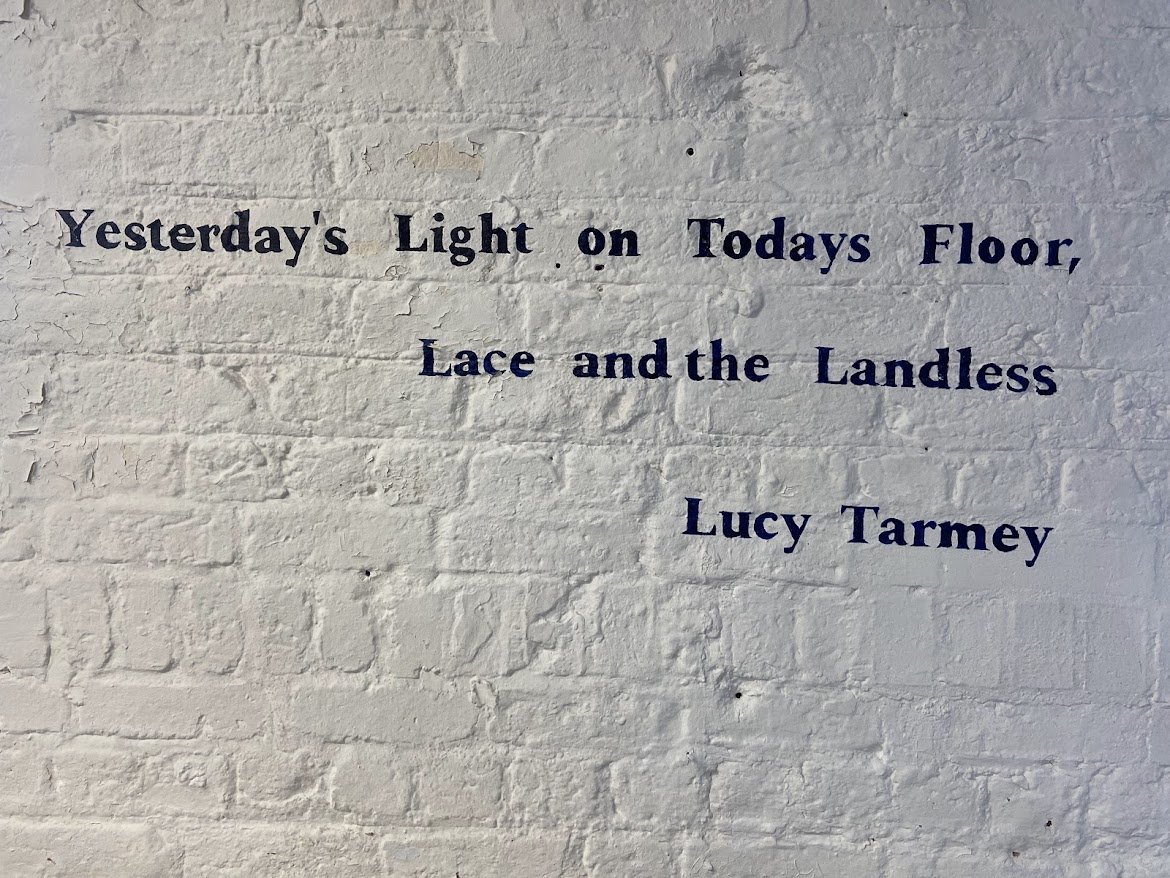 Yesterday's Light on Todays Floor,
Lace and the Landless
Lucy Tarmey